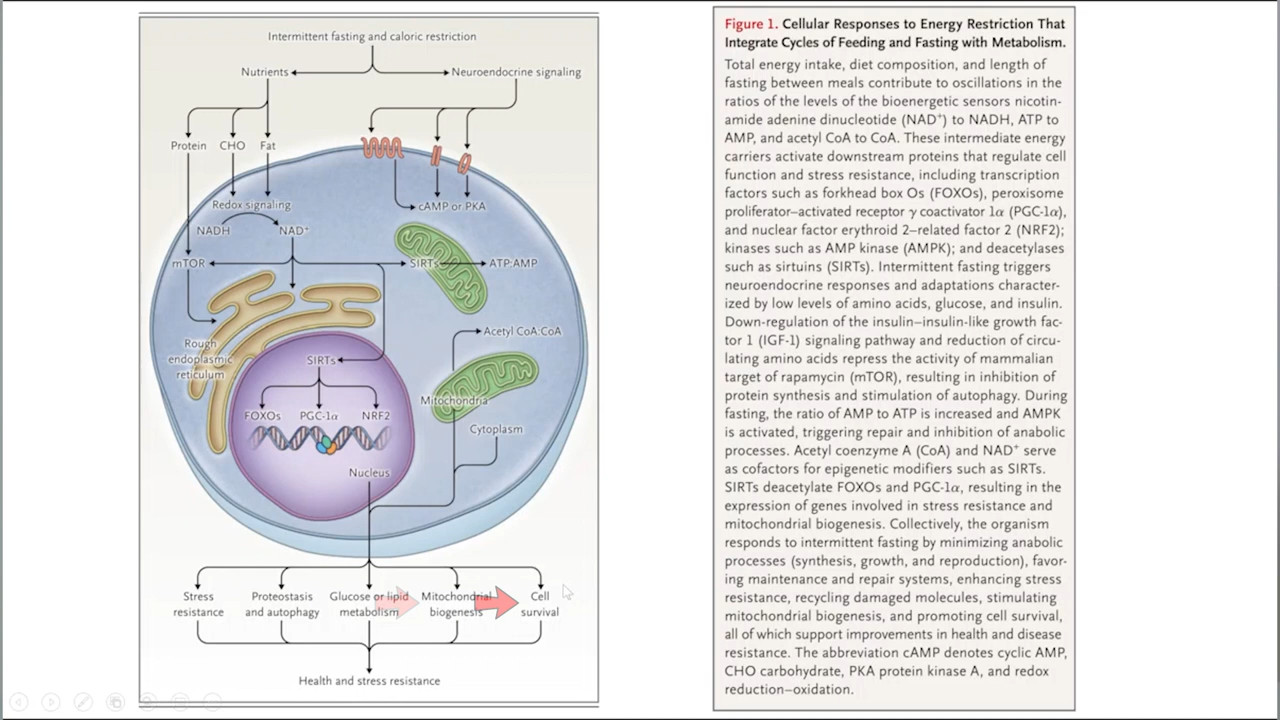 Intermittent fasting and caloric restriction
Nutrients
Neuroendocrine signaling
Protein
CHO
Fat
Redox signaling
cAMP or PKA
NADH
NAD⁺
mTOR
SIRTs
ATP:AMP
Rough
endoplasmic
reticulum
Acetyl CoA:CoA
SIRTs
Mitochondria
FOXOs
PGC-1α
NRF2
Cytoplasm
Nucleus
Stress
resistance
Proteostasis
and autophagy
Glucose or lipid
metabolism
Mitochondrial
biogenesis
Cell
survival
Health and stress resistance
Figure 1. Cellular Responses to Energy Restriction That
Integrate Cycles of Feeding and Fasting with Metabolism.
Total energy intake, diet composition, and length of
fasting between meals contribute to oscillations in the
ratios of the levels of the bioenergetic sensors nicotin-
amide adenine dinucleotide (NAD⁺) to NADH, ATP to
AMP, and acetyl CoA to CoA. These intermediate energy
carriers activate downstream proteins that regulate cell
function and stress resistance, including transcription
factors such as forkhead box Os (FOXOs), peroxisome
proliferator–activated receptor γ coactivator 1α (PGC-1α),
and nuclear factor erythroid 2–related factor 2 (NRF2);
kinases such as AMP kinase (AMPK); and deacetylases
such as sirtuins (SIRTs). Intermittent fasting triggers
neuroendocrine responses and adaptations character-
ized by low levels of amino acids, glucose, and insulin.
Down-regulation of the insulin–insulin-like growth fac-
tor 1 (IGF-1) signaling pathway and reduction of circu-
lating amino acids repress the activity of mammalian
target of rapamycin (mTOR), resulting in inhibition of
protein synthesis and stimulation of autophagy. During
fasting, the ratio of AMP to ATP is increased and AMPK
is activated, triggering repair and inhibition of anabolic
processes. Acetyl coenzyme A (CoA) and NAD⁺ serve
as cofactors for epigenetic modifiers such as SIRTs.
SIRTs deacetylate FOXOs and PGC-1α, resulting in the
expression of genes involved in stress resistance and
mitochondrial biogenesis. Collectively, the organism
responds to intermittent fasting by minimizing anabolic
processes (synthesis, growth, and reproduction), favor-
ing maintenance and repair systems, enhancing stress
resistance, recycling damaged molecules, stimulating
mitochondrial biogenesis, and promoting cell survival,
all of which support improvements in health and disease
resistance. The abbreviation cAMP denotes cyclic AMP,
CHO carbohydrate, PKA protein kinase A, and redox
reduction–oxidation.